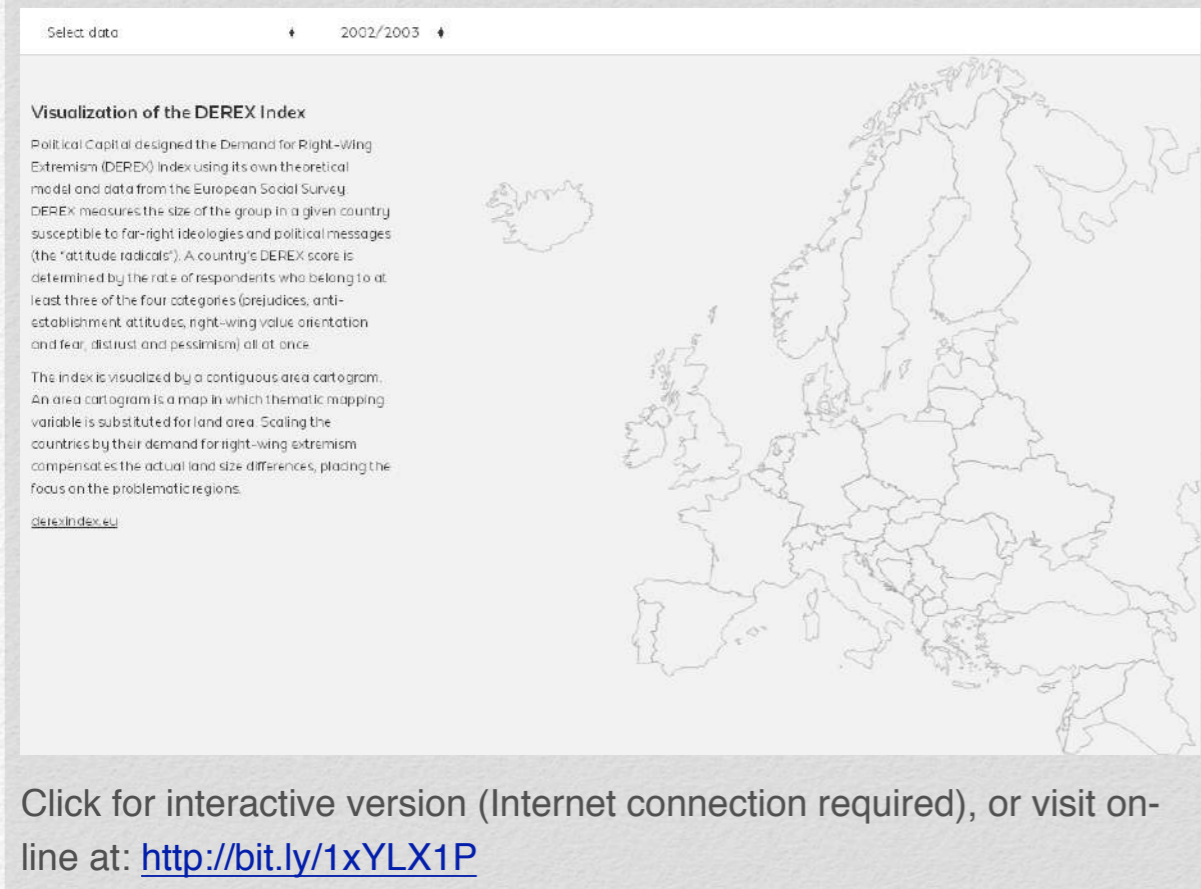 Select data 2002/2003
Visualization of the DEREX Index
Political Capital designed the Demand for Right-Wing
Extremism (DEREX) Index using its own theoretical
model and data from the European Social Survey.
DEREX measures the size of the group in a given country
susceptible to far-right ideologies and political messages
(the "attitude radicals"). A country's DEREX score is
determined by the rate of respondents who belong to at
least three of the four categories (prejudices, anti-
establishment attitudes, right-wing value orientation
and fear, distrust and pessimism) all at once.
The index is visualized by a contiguous area cartogram.
An area cartogram is a map in which thematic mapping
variable is substituted for land area. Scaling the
countries by their demand for right-wing extremism
compensates the actual land size differences, placing the
focus on the problematic regions.
derexindex.eu
Click for interactive version (Internet connection required), or visit on-
line at: http://bit.ly/1xYLX1P